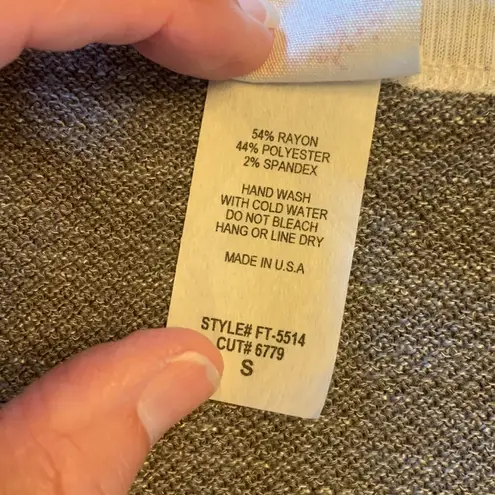 54% RAYON
44% POLYESTER
2% SPANDEX
HAND WASH
WITH COLD WATER
DO NOT BLEACH
HANG OR LINE DRY
MADE IN U.S.A
STYLE# FT-5514
CUT# 6779
S